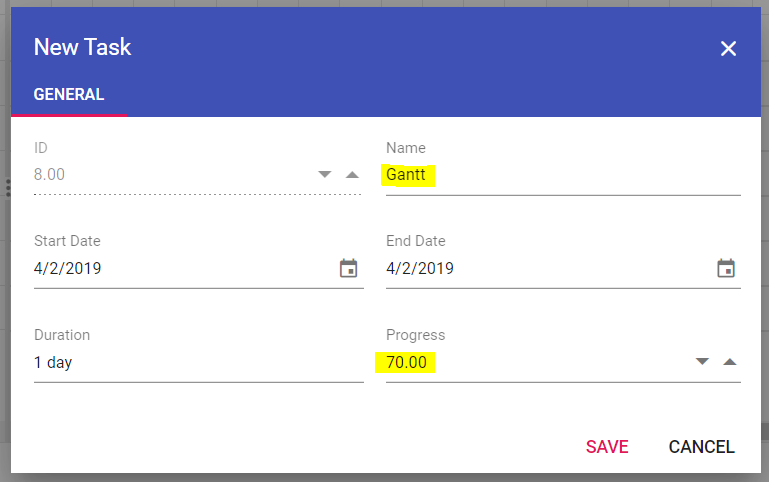 New Task
GENERAL
ID
Name
8.00
Gantt
Start Date
End Date
4/2/2019
4/2/2019
Duration
Progress
1 day
70.00
SAVE
CANCEL